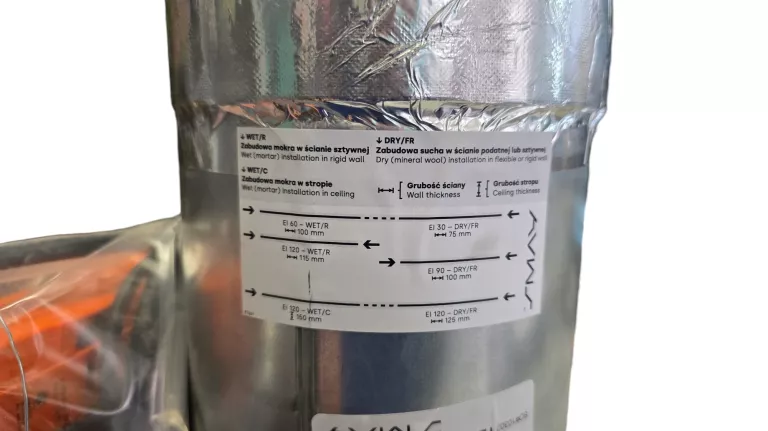 ↓ WET/R
Zabudowa mokra w ścianie sztywnej
Wet (mortar) installation in rigid wall
↓ DRY/FR
Zabudowa sucha w ścianie podatnej lub sztywnej
Dry (mineral wool) installation in flexible or rigid wall
↓ WET/C
Zabudowa mokra w stropie
Wet (mortar) installation in ceiling
Grubość ściany
Wall thickness
Grubość stropu
Ceiling thickness
EI 60 – WET/R
100 mm
EI 30 – DRY/FR
75 mm
EI 120 – WET/R
115 mm
EI 90 – DRY/FR
100 mm
EI 120 – WET/C
150 mm
EI 120 – DRY/FR
125 mm
SMAY